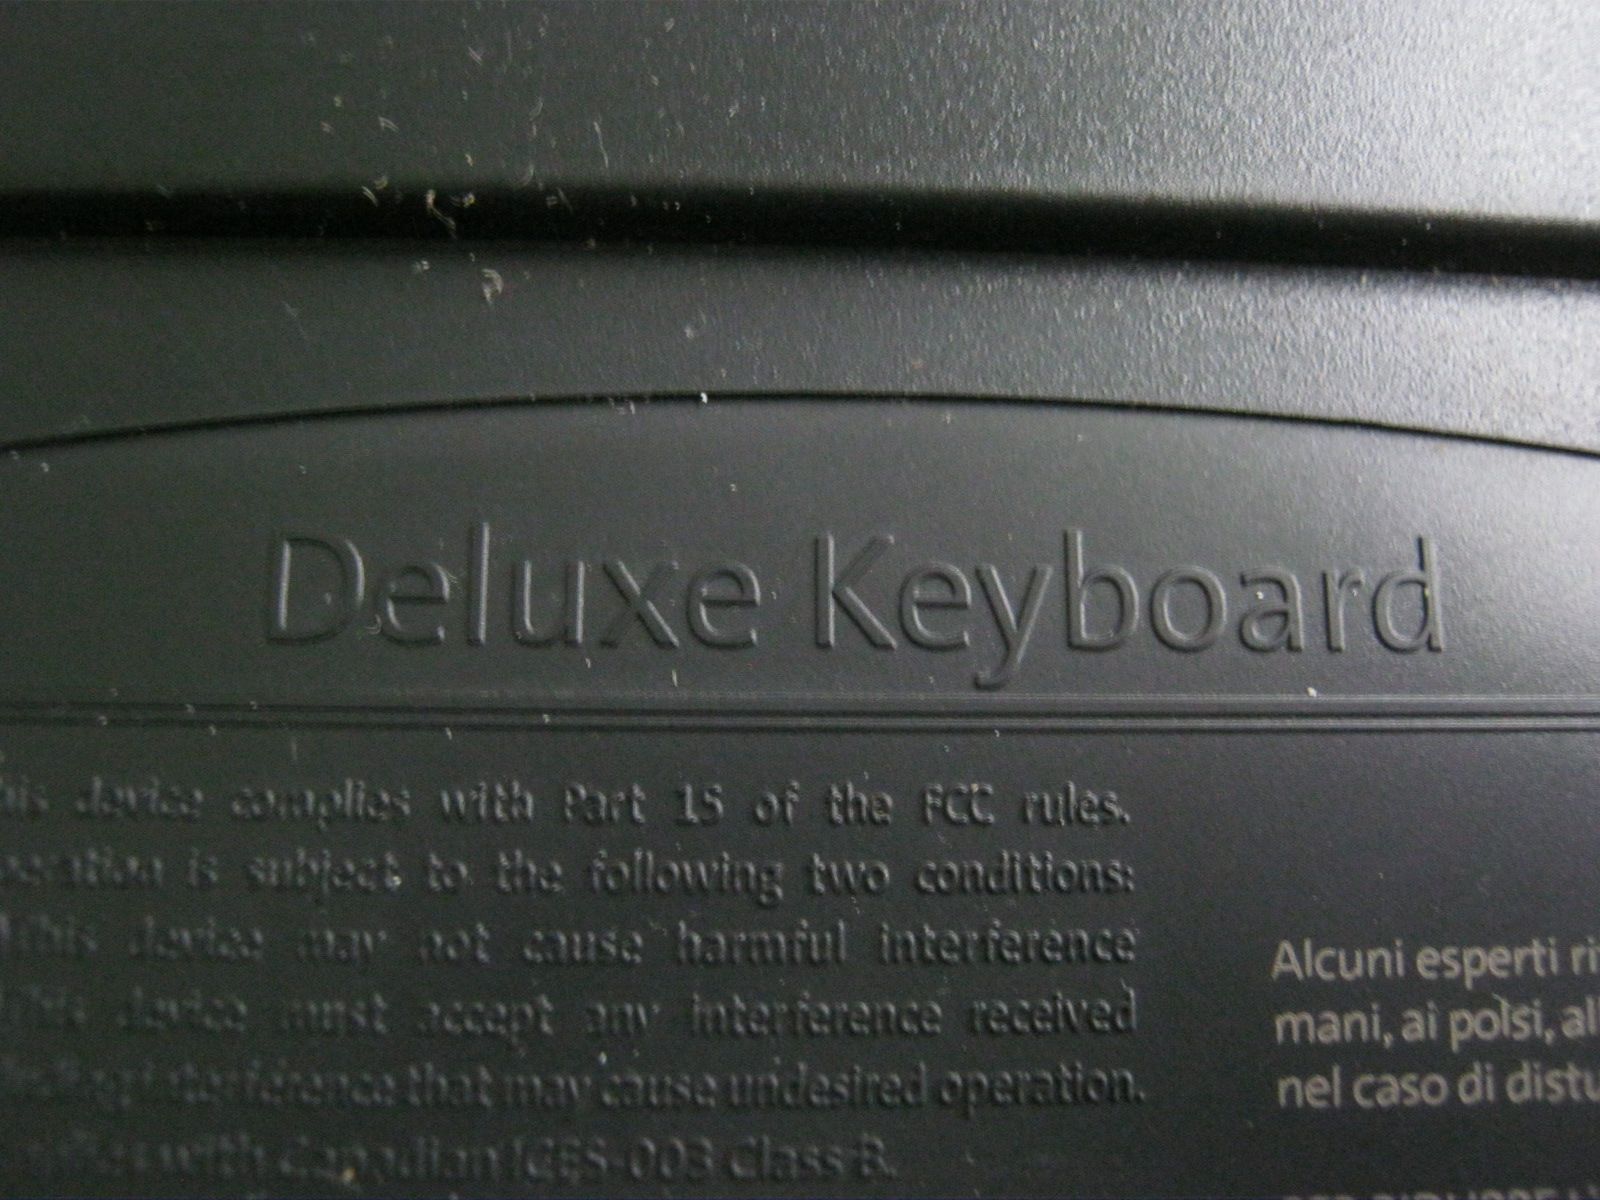 Deluxe Keyboard
device complies with Part 15 of the FCC rules.
is subject to the following two conditions:
this device may not cause harmful interference
This device must accept any interference received
interference that may cause undesired operation.
with Canadian ICES-003 Class B.
Alcuni esperti
mani, ai polsi,
nel caso di